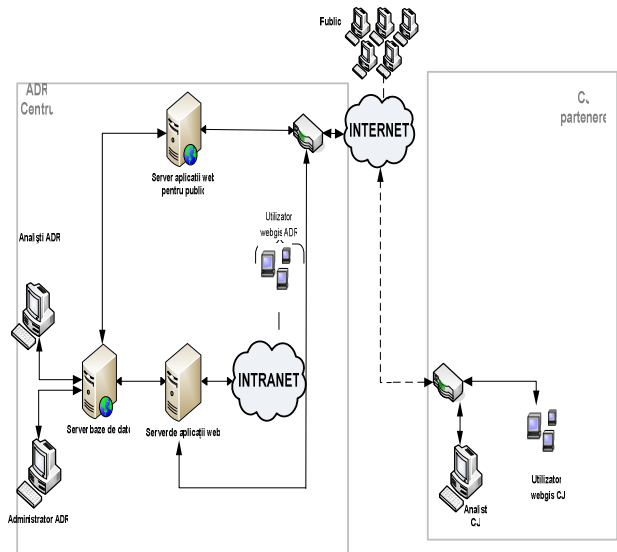 Public
ADR
Centru
CJ
partenere
INTERNET
Server aplicatii web
pentru public
Utilizator
webgis ADR
Analişti ADR
INTRANET
Server baze de date
Server de aplicaţii web
Administrator ADR
Analist
CJ
Utilizator
webgis CJ